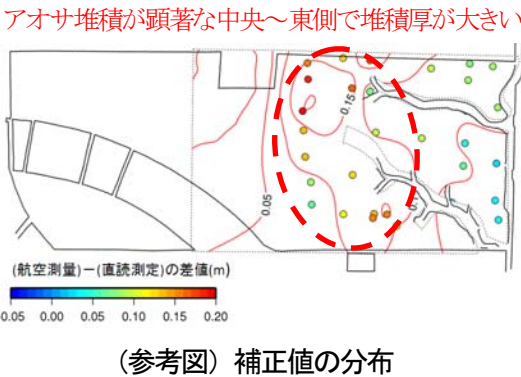 アオサ堆積が顕著な中央～東側で堆積厚が大きい
0.15
0.05
(航空測量)－(直読測定)の差値(m)
-0.05 0.00 0.05 0.10 0.15 0.20
(参考図) 補正値の分布